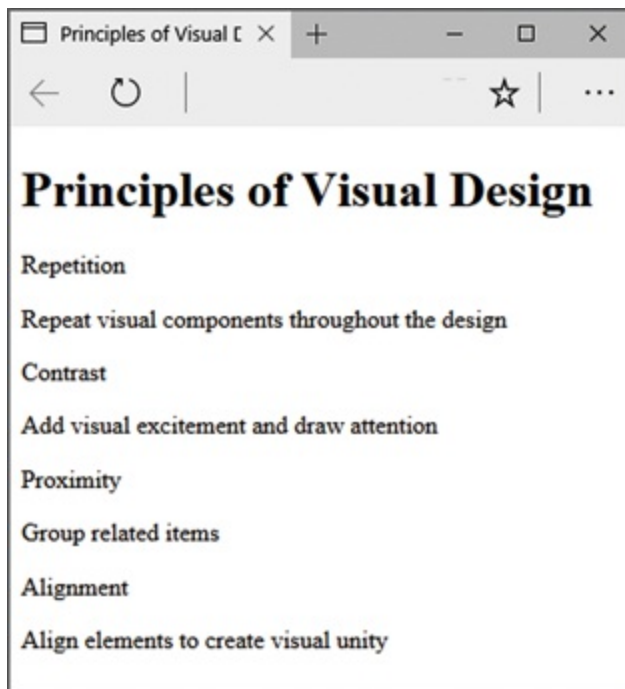 Principles of Visual D
Principles of Visual Design
Repetition
Repeat visual components throughout the design
Contrast
Add visual excitement and draw attention
Proximity
Group related items
Alignment
Align elements to create visual unity